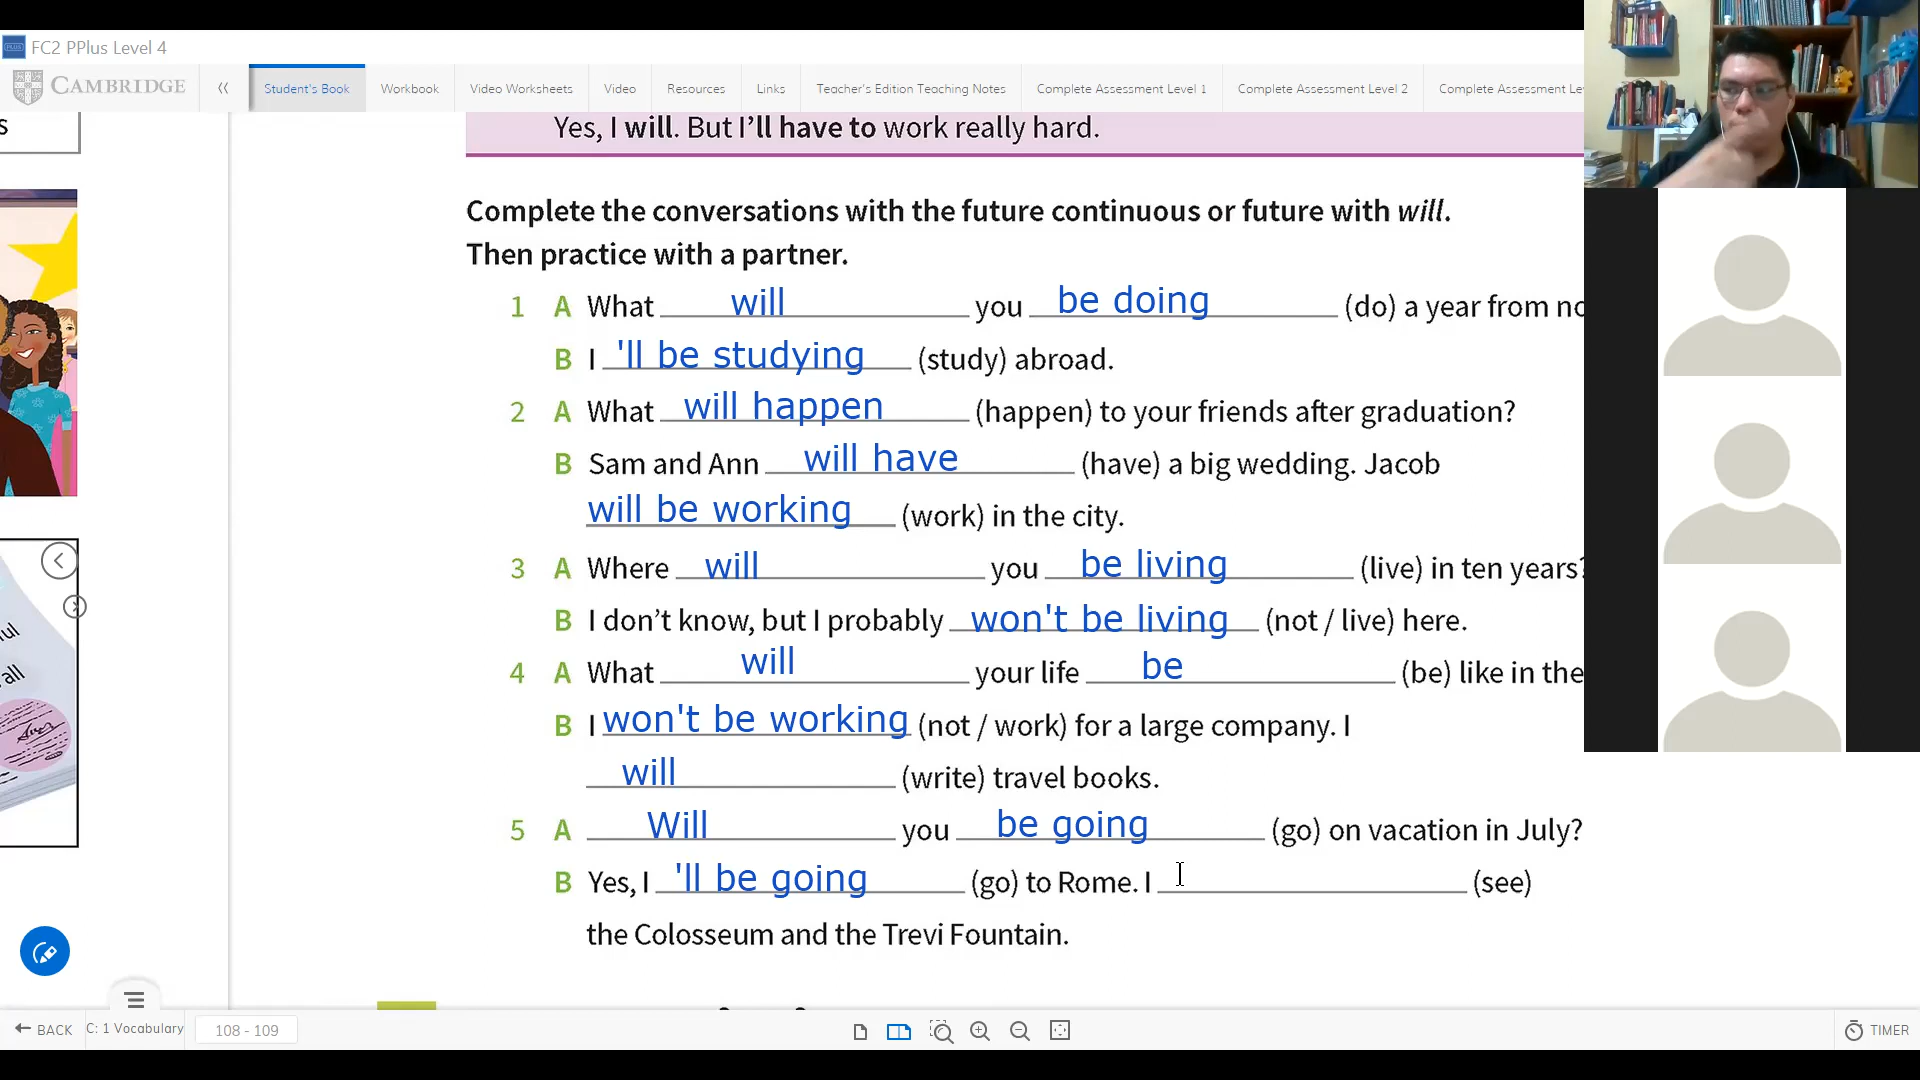 FC2 PPlus Level 4
CAMBRIDGE
Student's Book
Workbook
Video Worksheets
Video
Resources
Links
Teacher's Edition Teaching Notes
Complete Assessment Level 1
Complete Assessment Level 2
Complete Assessment Le
s
Yes, I will. But I'll have to work really hard.
Complete the conversations with the future continuous or future with will.
Then practice with a partner.
1 A What will you be doing (do) a year from no
B I 'll be studying (study) abroad.
2 A What will happen (happen) to your friends after graduation?
B Sam and Ann will have (have) a big wedding. Jacob
will be working (work) in the city.
3 A Where will you be living (live) in ten years?
B I don't know, but I probably won't be living (not / live) here.
4 A What will your life be (be) like in the
B I won't be working (not / work) for a large company. I
will (write) travel books.
5 A Will you be going (go) on vacation in July?
B Yes, I 'll be going (go) to Rome. I (see)
the Colosseum and the Trevi Fountain.
ul
all
BACK
C: 1 Vocabulary
108 - 109
TIMER